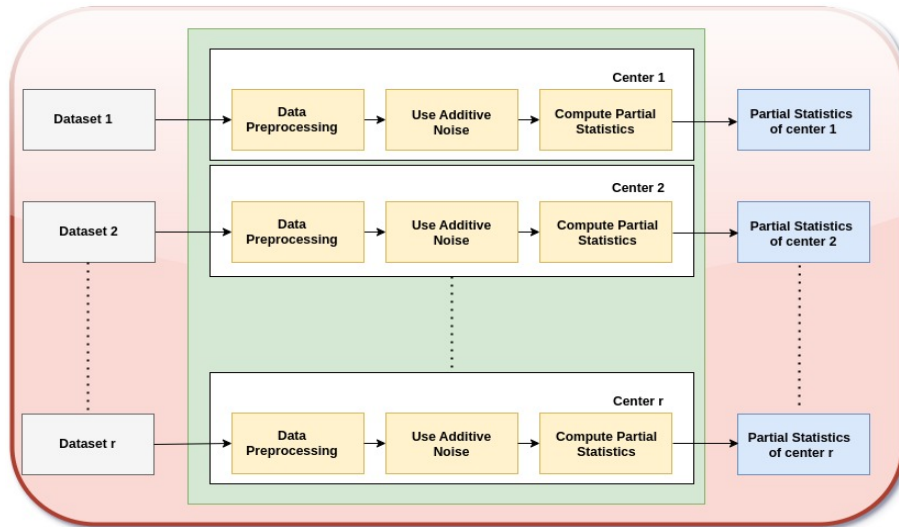 Center 1
Dataset 1
Data
Preprocessing
Use Additive
Noise
Compute Partial
Statistics
Partial Statistics
of center 1
Center 2
Dataset 2
Data
Preprocessing
Use Additive
Noise
Compute Partial
Statistics
Partial Statistics
of center 2
Center r
Dataset r
Data
Preprocessing
Use Additive
Noise
Compute Partial
Statistics
Partial Statistics
of center r